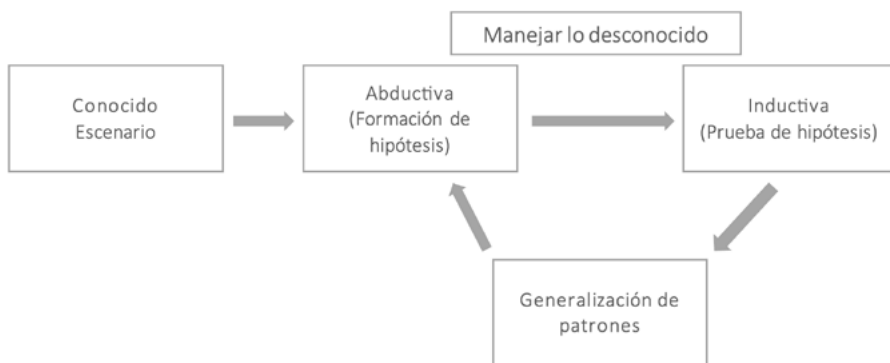 Manejar lo desconocido
Conocido
Escenario
Abductiva
(Formación de
hipótesis)
Inductiva
(Prueba de hipótesis)
Generalización de
patrones